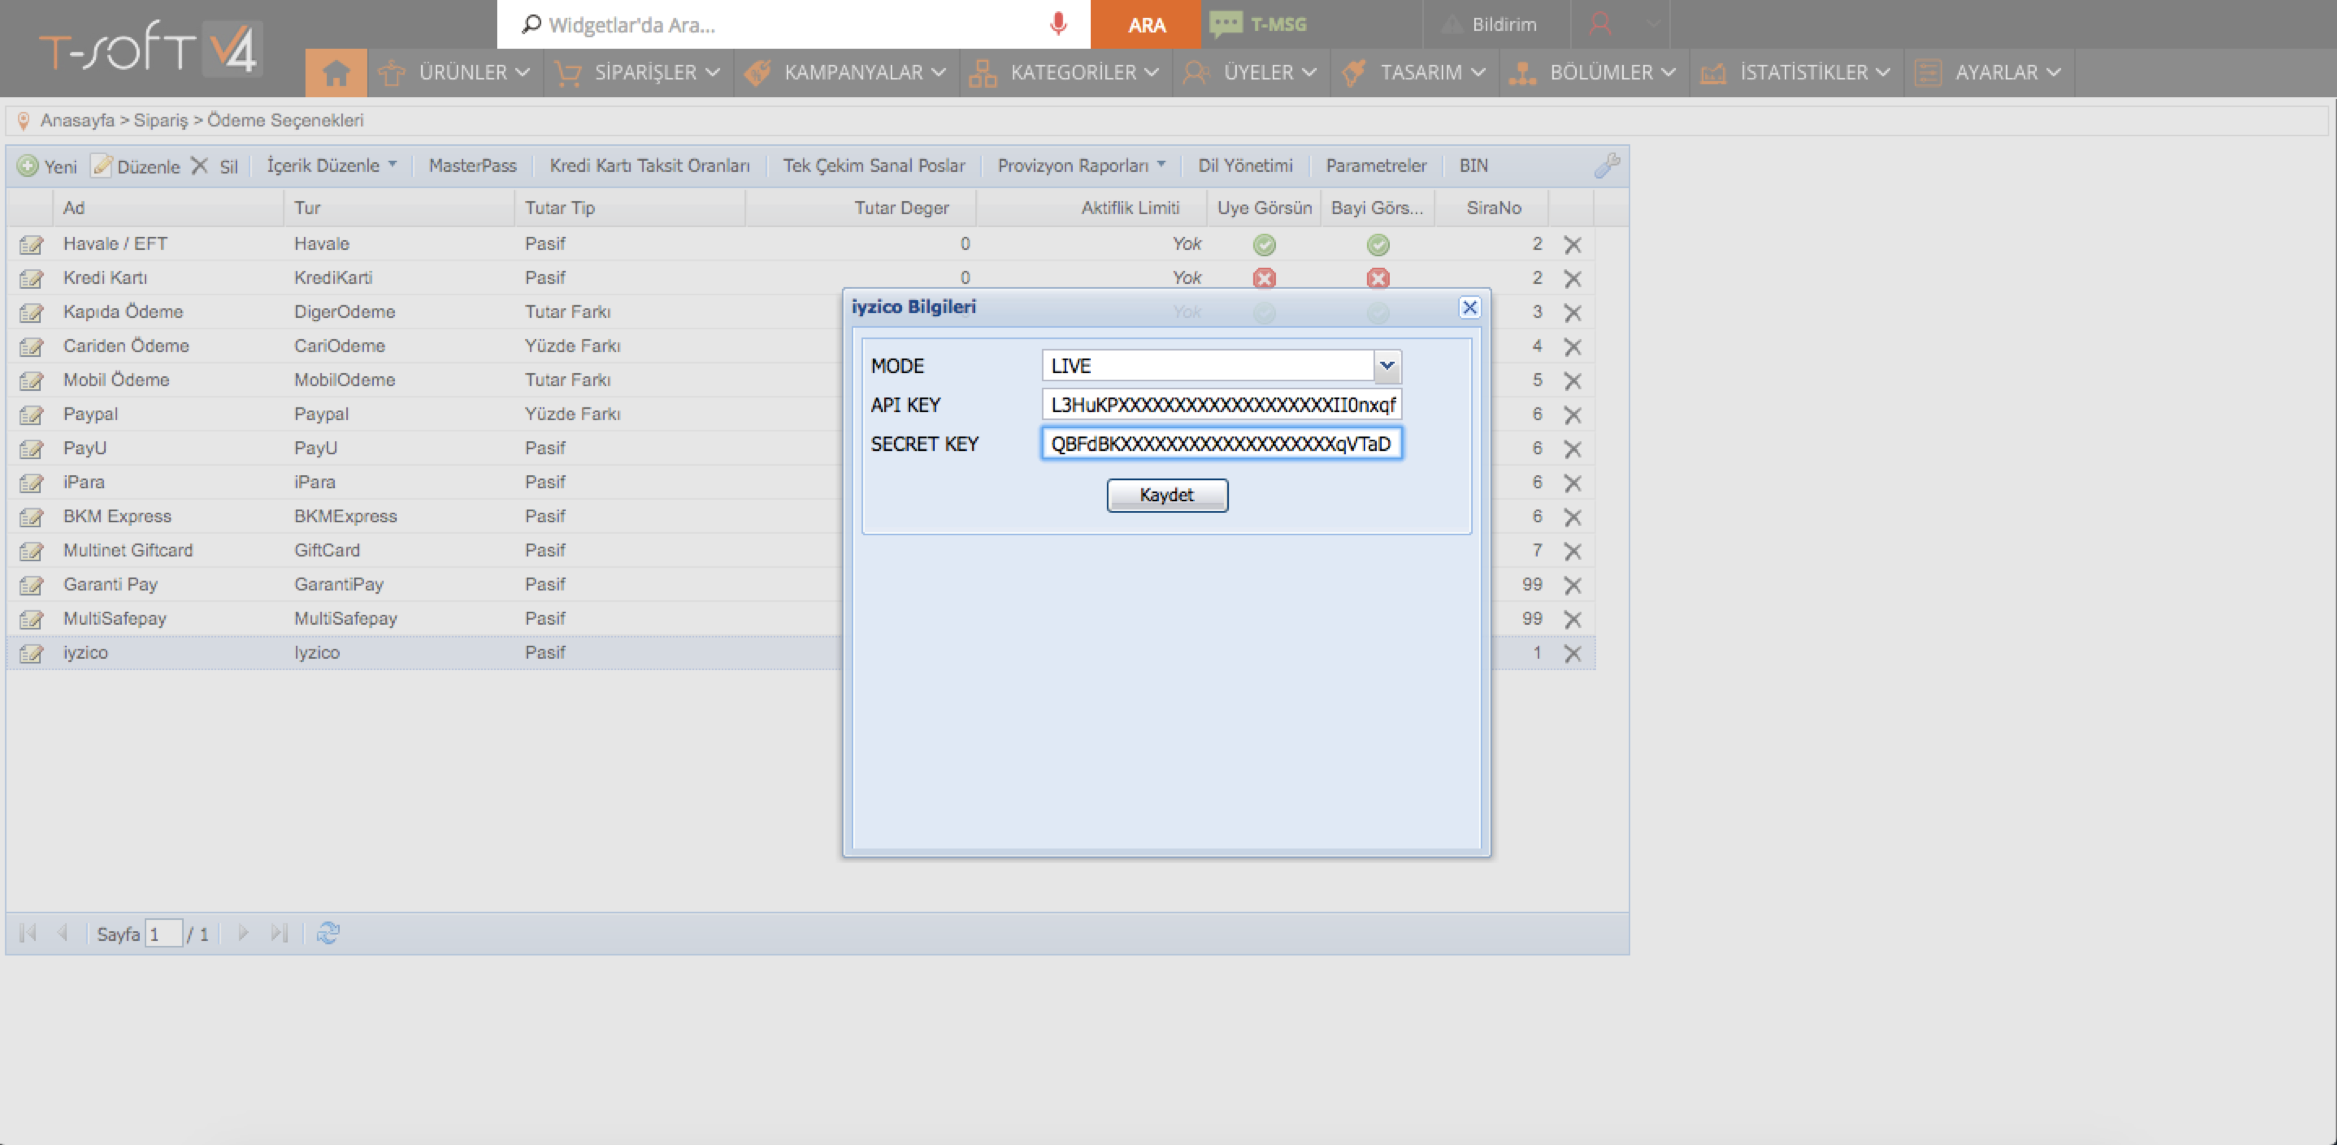 T-SOFT V4
Widgetlar'da Ara...
ARA
T-MSG
Bildirim
ÜRÜNLER
SİPARİŞLER
KAMPANYALAR
KATEGORİLER
ÜYELER
TASARIM
BÖLÜMLER
İSTATİSTİKLER
AYARLAR
Anasayfa > Sipariş > Ödeme Seçenekleri
Yeni Düzenle Sil İçerik Düzenle MasterPass Kredi Kartı Taksit Oranları Tek Çekim Sanal Poslar Provizyon Raporları Dil Yönetimi Parametreler BIN
Ad Tur Tutar Tip Tutar Deger Aktiflik Limiti Uye Görsün Bayi Görs... SiraNo
Havale / EFT Havale Pasif 0 Yok 2
Kredi Kartı KrediKarti Pasif 0 Yok 2
Kapıda Ödeme DigerOdeme Tutar Farkı Yok 3
Cariden Ödeme CariOdeme Yüzde Farkı 4
Mobil Ödeme MobilOdeme Tutar Farkı 5
Paypal Paypal Yüzde Farkı 6
PayU PayU Pasif 6
iPara iPara Pasif 6
BKM Express BKMExpress Pasif 6
Multinet Giftcard GiftCard Pasif 7
Garanti Pay GarantiPay Pasif 99
MultiSafepay MultiSafepay Pasif 99
iyzico Iyzico Pasif 1
iyzico Bilgileri
MODE LIVE
API KEY L3HuKPXXXXXXXXXXXXXXXXXXXII0nxqf
SECRET KEY QBFdBKXXXXXXXXXXXXXXXXXXXqVTaD
Kaydet
Sayfa 1 / 1